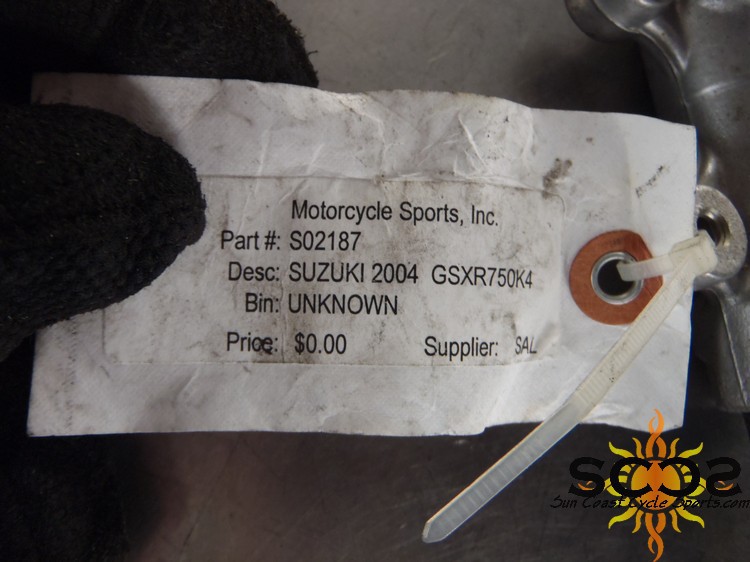 Motorcycle Sports, Inc.
Part #: S02187
Desc: SUZUKI 2004 GSXR750K4
Bin: UNKNOWN
Price: $0.00 Supplier: SAL
SCCS
Sun Coast Cycle Sports.com